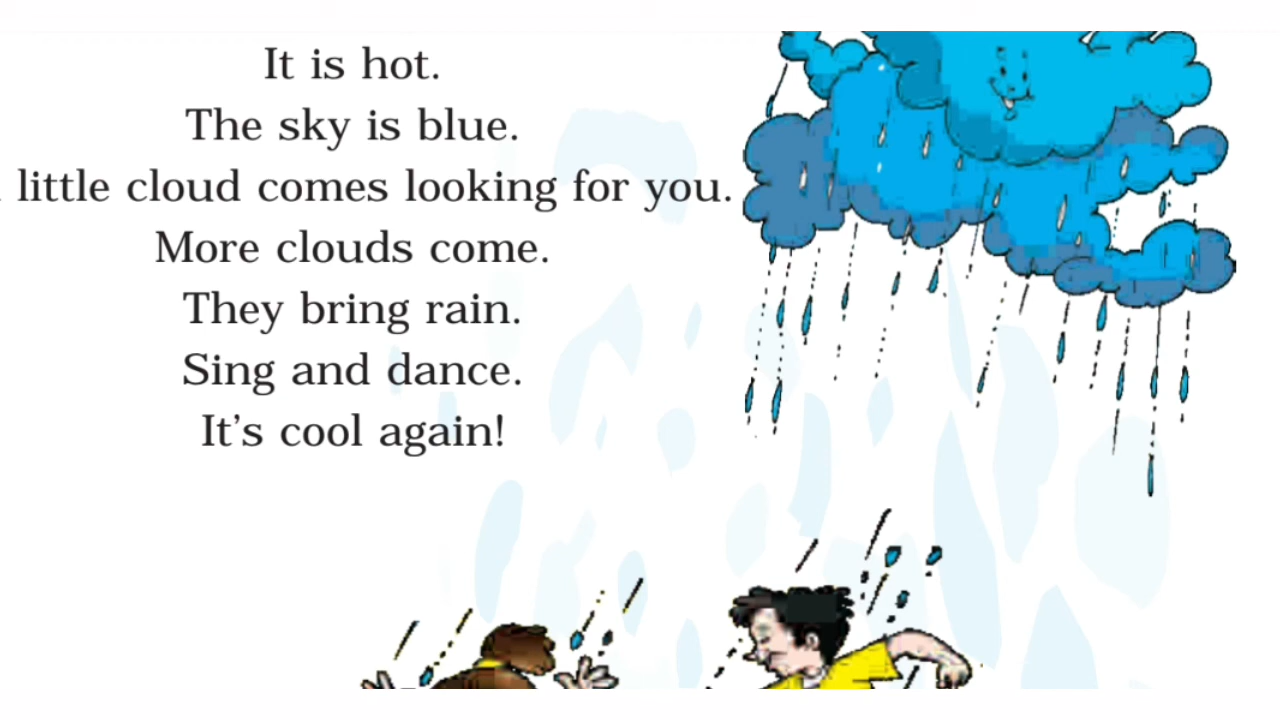 It is hot.
The sky is blue.
little cloud comes looking for you.
More clouds come.
They bring rain.
Sing and dance.
It’s cool again!